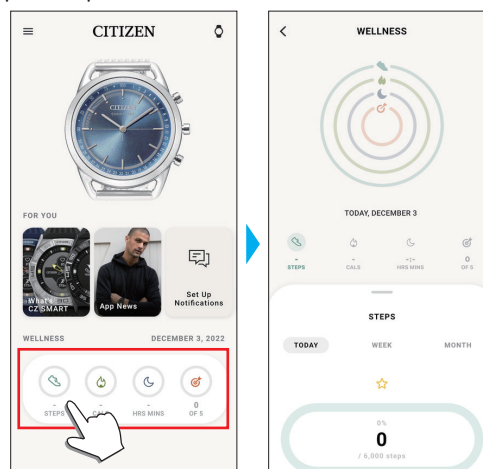 CITIZEN
CITIZEN
FOR YOU
What's
CZ SMART
App News
Set Up
Notifications
WELLNESS DECEMBER 3, 2022
- - - 0
STEPS CALS HRS MINS OF 5
WELLNESS
TODAY, DECEMBER 3
- - -:- 0
STEPS CALS HRS MINS OF 5
STEPS
TODAY WEEK MONTH
0%
0
/ 6,000 steps